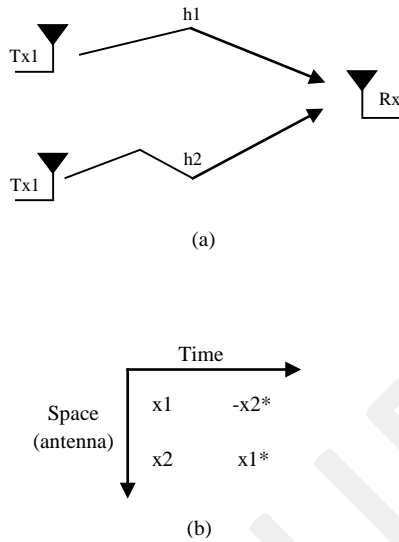 h1
Tx1
Rx
Tx1
h2
(a)
Time
Space
(antenna)
x1 -x2*
x2 x1*
(b)